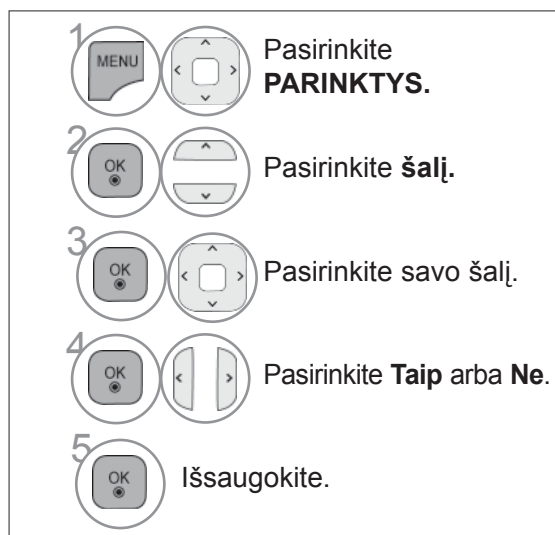 1
MENU
Pasirinkite
PARINKTYS.
2
OK
Pasirinkite šalį.
3
OK
Pasirinkite savo šalį.
4
OK
Pasirinkite Taip arba Ne.
5
OK
Išsaugokite.